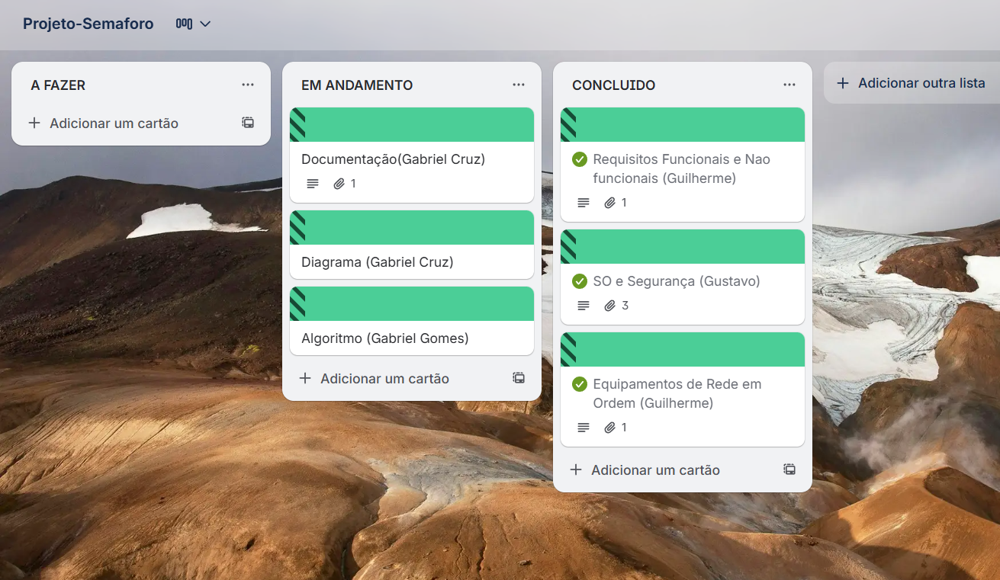 Projeto-Semaforo
A FAZER
Adicionar um cartão
EM ANDAMENTO
Documentação(Gabriel Cruz)
1
Diagrama (Gabriel Cruz)
Algoritmo (Gabriel Gomes)
Adicionar um cartão
CONCLUIDO
Requisitos Funcionais e Nao
funcionais (Guilherme)
1
SO e Segurança (Gustavo)
3
Equipamentos de Rede em
Ordem (Guilherme)
1
Adicionar um cartão
Adicionar outra lista